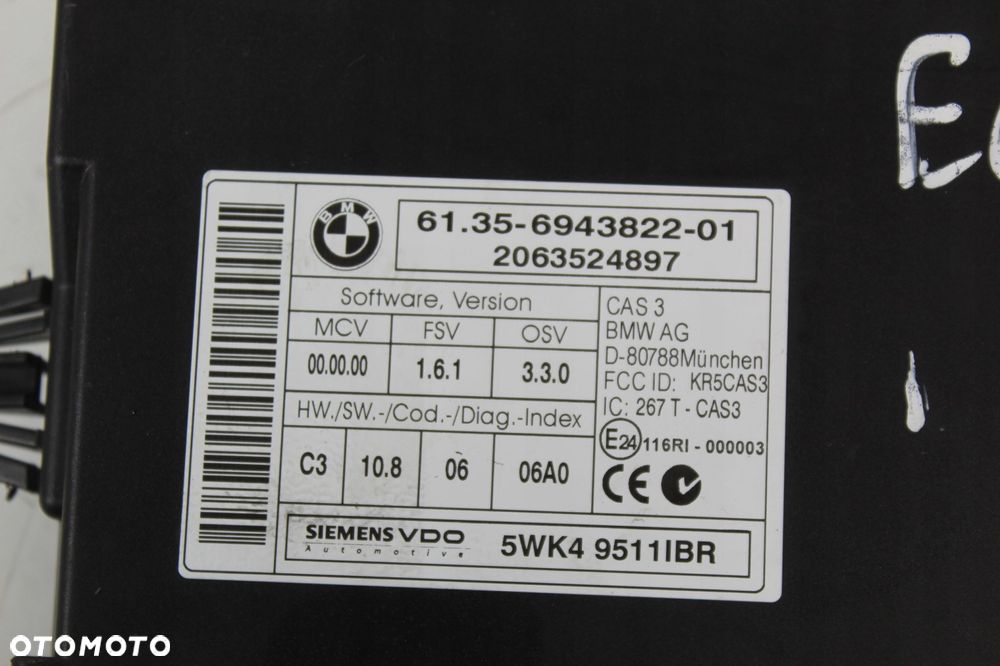 BMW
61.35-6943822-01
2063524897
Software, Version
MCV FSV OSV
00.00.00 1.6.1 3.3.0
HW./SW.-/Cod.-/Diag.-Index
C3 10.8 06 06A0
CAS 3
BMW AG
D-80788München
FCC ID: KR5CAS3
IC: 267 T - CAS3
E24 116RI - 000003
CE
SIEMENS VDO
Automotive
5WK4 9511IBR
OTOMOTO